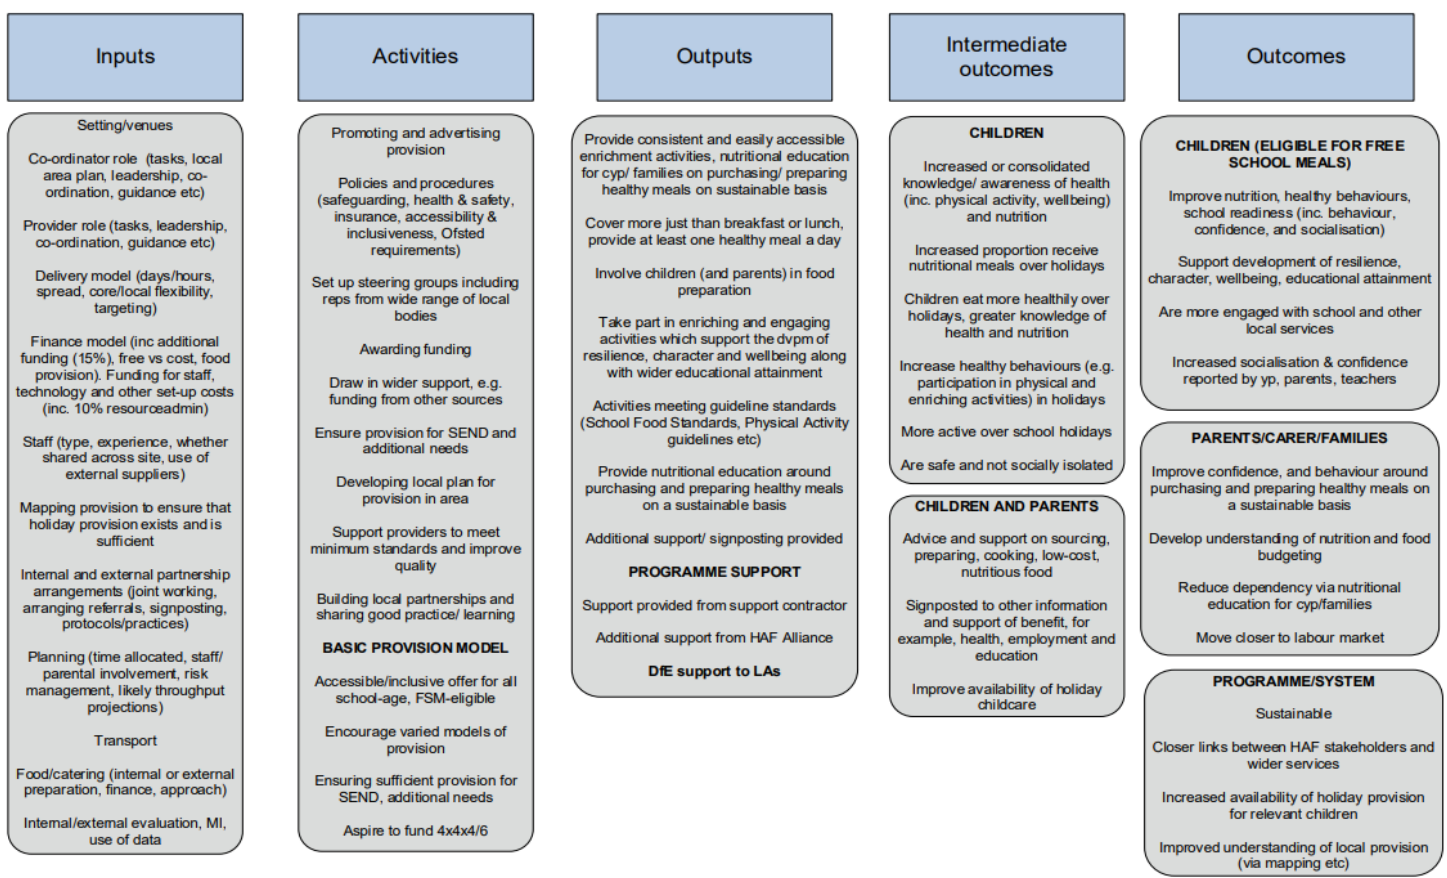 Inputs
Setting/venues
Co-ordinator role (tasks, local
area plan, leadership, co-
ordination, guidance etc)
Provider role (tasks, leadership,
co-ordination, guidance etc)
Delivery model (days/hours,
spread, core/local flexibility,
targeting)
Finance model (inc additional
funding (15%), free vs cost, food
provision). Funding for staff,
technology and other set-up costs
(inc. 10% resourceadmin)
Staff (type, experience, whether
shared across site, use of
external suppliers)
Mapping provision to ensure that
holiday provision exists and is
sufficient
Internal and external partnership
arrangements (joint working,
arranging referrals, signposting,
protocols/practices)
Planning (time allocated, staff/
parental involvement, risk
management, likely throughput
projections)
Transport
Food/catering (internal or external
preparation, finance, approach)
Internal/external evaluation, MI,
use of data
Activities
Promoting and advertising
provision
Policies and procedures
(safeguarding, health & safety,
insurance, accessibility &
inclusiveness, Ofsted
requirements)
Set up steering groups including
reps from wide range of local
bodies
Awarding funding
Draw in wider support, e.g.
funding from other sources
Ensure provision for SEND and
additional needs
Developing local plan for
provision in area
Support providers to meet
minimum standards and improve
quality
Building local partnerships and
sharing good practice/ learning
BASIC PROVISION MODEL
Accessible/inclusive offer for all
school-age, FSM-eligible
Encourage varied models of
provision
Ensuring sufficient provision for
SEND, additional needs
Aspire to fund 4x4x4/6
Outputs
Provide consistent and easily accessible
enrichment activities, nutritional education
for cyp/ families on purchasing/ preparing
healthy meals on sustainable basis
Cover more just than breakfast or lunch,
provide at least one healthy meal a day
Involve children (and parents) in food
preparation
Take part in enriching and engaging
activities which support the dvpm of
resilience, character and wellbeing along
with wider educational attainment
Activities meeting guideline standards
(School Food Standards, Physical Activity
guidelines etc)
Provide nutritional education around
purchasing and preparing healthy meals
on a sustainable basis
Additional support/ signposting provided
PROGRAMME SUPPORT
Support provided from support contractor
Additional support from HAF Alliance
DfE support to LAs
Intermediate
outcomes
CHILDREN
Increased or consolidated
knowledge/ awareness of health
(inc. physical activity, wellbeing)
and nutrition
Increased proportion receive
nutritional meals over holidays
Children eat more healthily over
holidays, greater knowledge of
health and nutrition
Increase healthy behaviours (e.g.
participation in physical and
enriching activities) in holidays
More active over school holidays
Are safe and not socially isolated
CHILDREN AND PARENTS
Advice and support on sourcing,
preparing, cooking, low-cost,
nutritious food
Signposted to other information
and support of benefit, for
example, health, employment and
education
Improve availability of holiday
childcare
Outcomes
CHILDREN (ELIGIBLE FOR FREE
SCHOOL MEALS)
Improve nutrition, healthy behaviours,
school readiness (inc. behaviour,
confidence, and socialisation)
Support development of resilience,
character, wellbeing, educational attainment
Are more engaged with school and other
local services
Increased socialisation & confidence
reported by yp, parents, teachers
PARENTS/CARER/FAMILIES
Improve confidence, and behaviour around
purchasing and preparing healthy meals on
a sustainable basis
Develop understanding of nutrition and food
budgeting
Reduce dependency via nutritional
education for cyp/families
Move closer to labour market
PROGRAMME/SYSTEM
Sustainable
Closer links between HAF stakeholders and
wider services
Increased availability of holiday provision
for relevant children
Improved understanding of local provision
(via mapping etc)